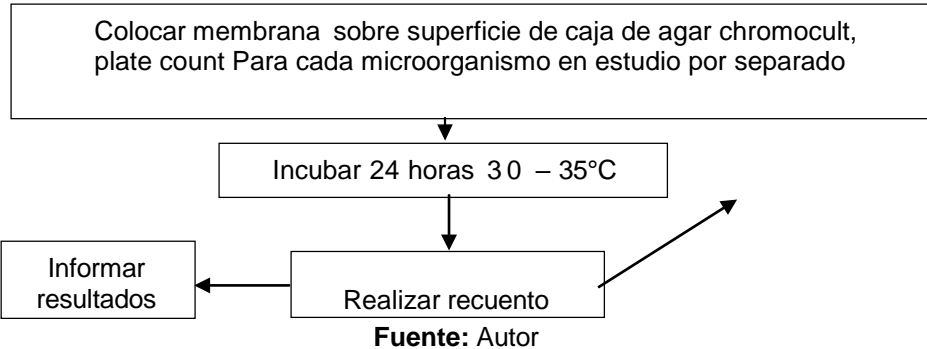 Colocar membrana sobre superficie de caja de agar chromocult,
plate count Para cada microorganismo en estudio por separado
Incubar 24 horas 30 – 35°C
Informar
resultados
Realizar recuento
Fuente: Autor